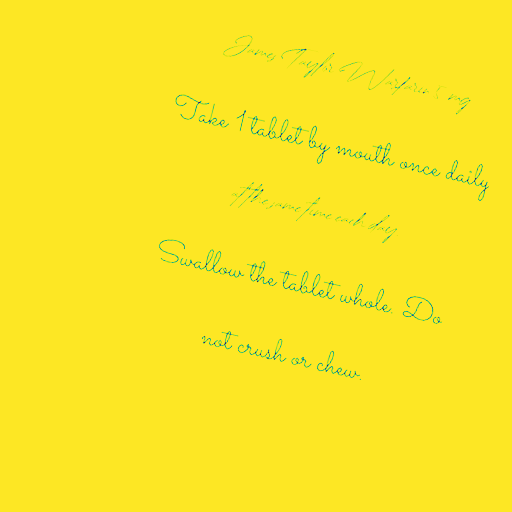 James Taylor Warfarin 5 mg
Take 1 tablet by mouth once daily
at the same time each day
Swallow the tablet whole. Do
not crush or chew.